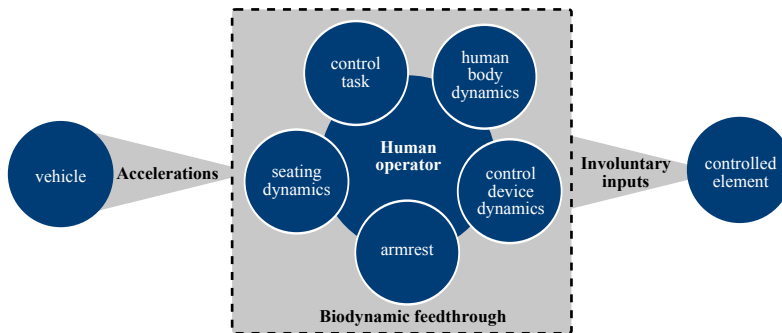 control
task
human
body
dynamics
Human
operator
vehicle
Accelerations
seating
dynamics
control
device
dynamics
Involuntary
inputs
controlled
element
armrest
Biodynamic feedthrough